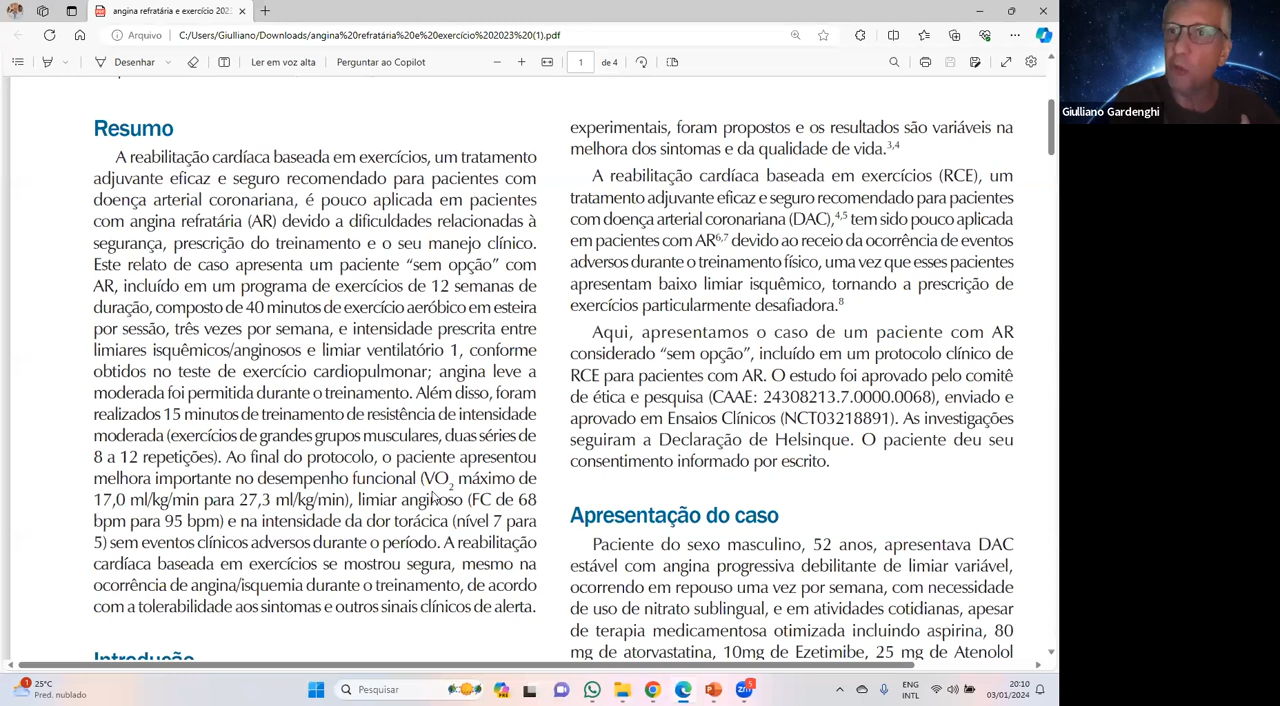 angina refratária e exercício 202
Arquivo
C:/Users/Giulliano/Downloads/angina%20refratária%20e%20exercício%202023%20(1).pdf
Desenhar
Ler em voz alta
Perguntar ao Copilot
1
de 4
Giulliano Gardenghi
Resumo
A reabilitação cardíaca baseada em exercícios, um tratamento
adjuvante eficaz e seguro recomendado para pacientes com
doença arterial coronariana, é pouco aplicada em pacientes
com angina refratária (AR) devido a dificuldades relacionadas à
segurança, prescrição do treinamento e o seu manejo clínico.
Este relato de caso apresenta um paciente “sem opção” com
AR, incluído em um programa de exercícios de 12 semanas de
duração, composto de 40 minutos de exercício aeróbico em esteira
por sessão, três vezes por semana, e intensidade prescrita entre
limiares isquêmicos/anginosos e limiar ventilatório 1, conforme
obtidos no teste de exercício cardiopulmonar; angina leve a
moderada foi permitida durante o treinamento. Além disso, foram
realizados 15 minutos de treinamento de resistência de intensidade
moderada (exercícios de grandes grupos musculares, duas séries de
8 a 12 repetições). Ao final do protocolo, o paciente apresentou
melhora importante no desempenho funcional (VO2 máximo de
17,0 ml/kg/min para 27,3 ml/kg/min), limiar anginoso (FC de 68
bpm para 95 bpm) e na intensidade da dor torácica (nível 7 para
5) sem eventos clínicos adversos durante o período. A reabilitação
cardíaca baseada em exercícios se mostrou segura, mesmo na
ocorrência de angina/isquemia durante o treinamento, de acordo
com a tolerabilidade aos sintomas e outros sinais clínicos de alerta.
Introdução
experimentais, foram propostos e os resultados são variáveis na
melhora dos sintomas e da qualidade de vida.3,4
A reabilitação cardíaca baseada em exercícios (RCE), um
tratamento adjuvante eficaz e seguro recomendado para pacientes
com doença arterial coronariana (DAC),4,5 tem sido pouco aplicada
em pacientes com AR6,7 devido ao receio da ocorrência de eventos
adversos durante o treinamento físico, uma vez que esses pacientes
apresentam baixo limiar isquêmico, tornando a prescrição de
exercícios particularmente desafiadora.8
Aqui, apresentamos o caso de um paciente com AR
considerado “sem opção”, incluído em um protocolo clínico de
RCE para pacientes com AR. O estudo foi aprovado pelo comitê
de ética e pesquisa (CAAE: 24308213.7.0000.0068), enviado e
aprovado em Ensaios Clínicos (NCT03218891). As investigações
seguiram a Declaração de Helsinque. O paciente deu seu
consentimento informado por escrito.
Apresentação do caso
Paciente do sexo masculino, 52 anos, apresentava DAC
estável com angina progressiva debilitante de limiar variável,
ocorrendo em repouso uma vez por semana, com necessidade
de uso de nitrato sublingual, e em atividades cotidianas, apesar
de terapia medicamentosa otimizada incluindo aspirina, 80
mg de atorvastatina, 10mg de Ezetimibe, 25 mg de Atenolol
1
25°C
Pred. nublado
Pesquisar
PRE
5
ENG
INTL
20:10
03/01/2024